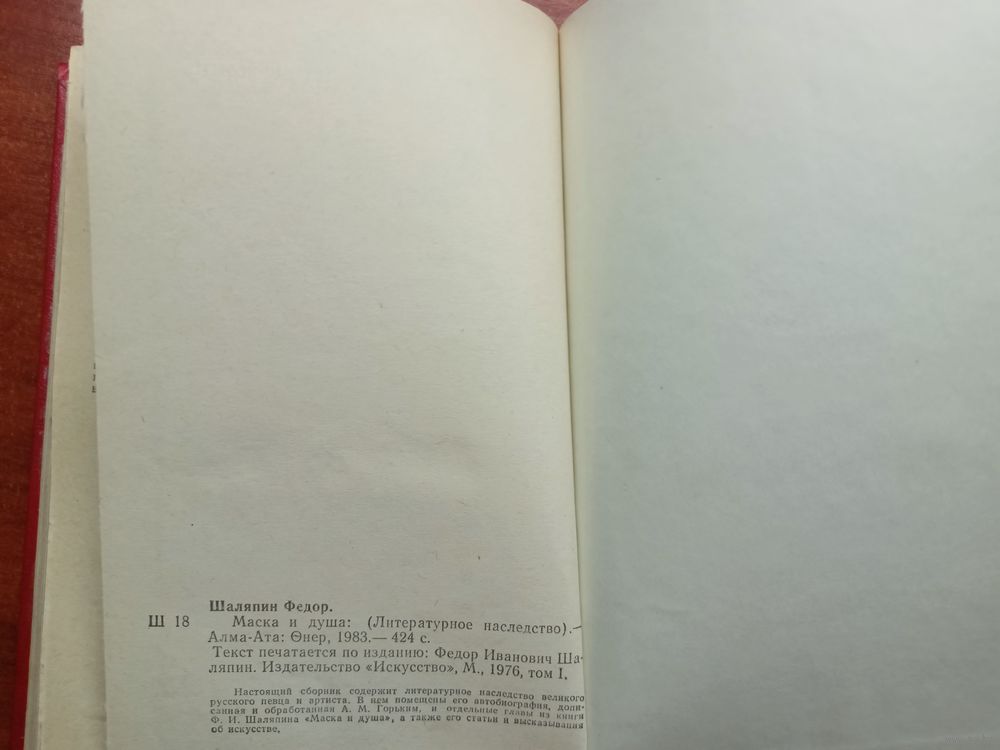 Шаляпин Федор.
Ш 18 Маска и душа: (Литературное наследство).—
Алма-Ата: Өнер, 1983.— 424 с.
Текст печатается по изданию: Федор Иванович Ша-
ляпин. Издательство «Искусство», М., 1976, том I.
Настоящий сборник содержит литературное наследство великого
русского певца и артиста. В нем помещены его автобиография, допи-
санная и обработанная А. М. Горьким, и отдельные главы из книги
Ф. И. Шаляпина «Маска и душа», а также его статьи и высказывания
об искусстве.